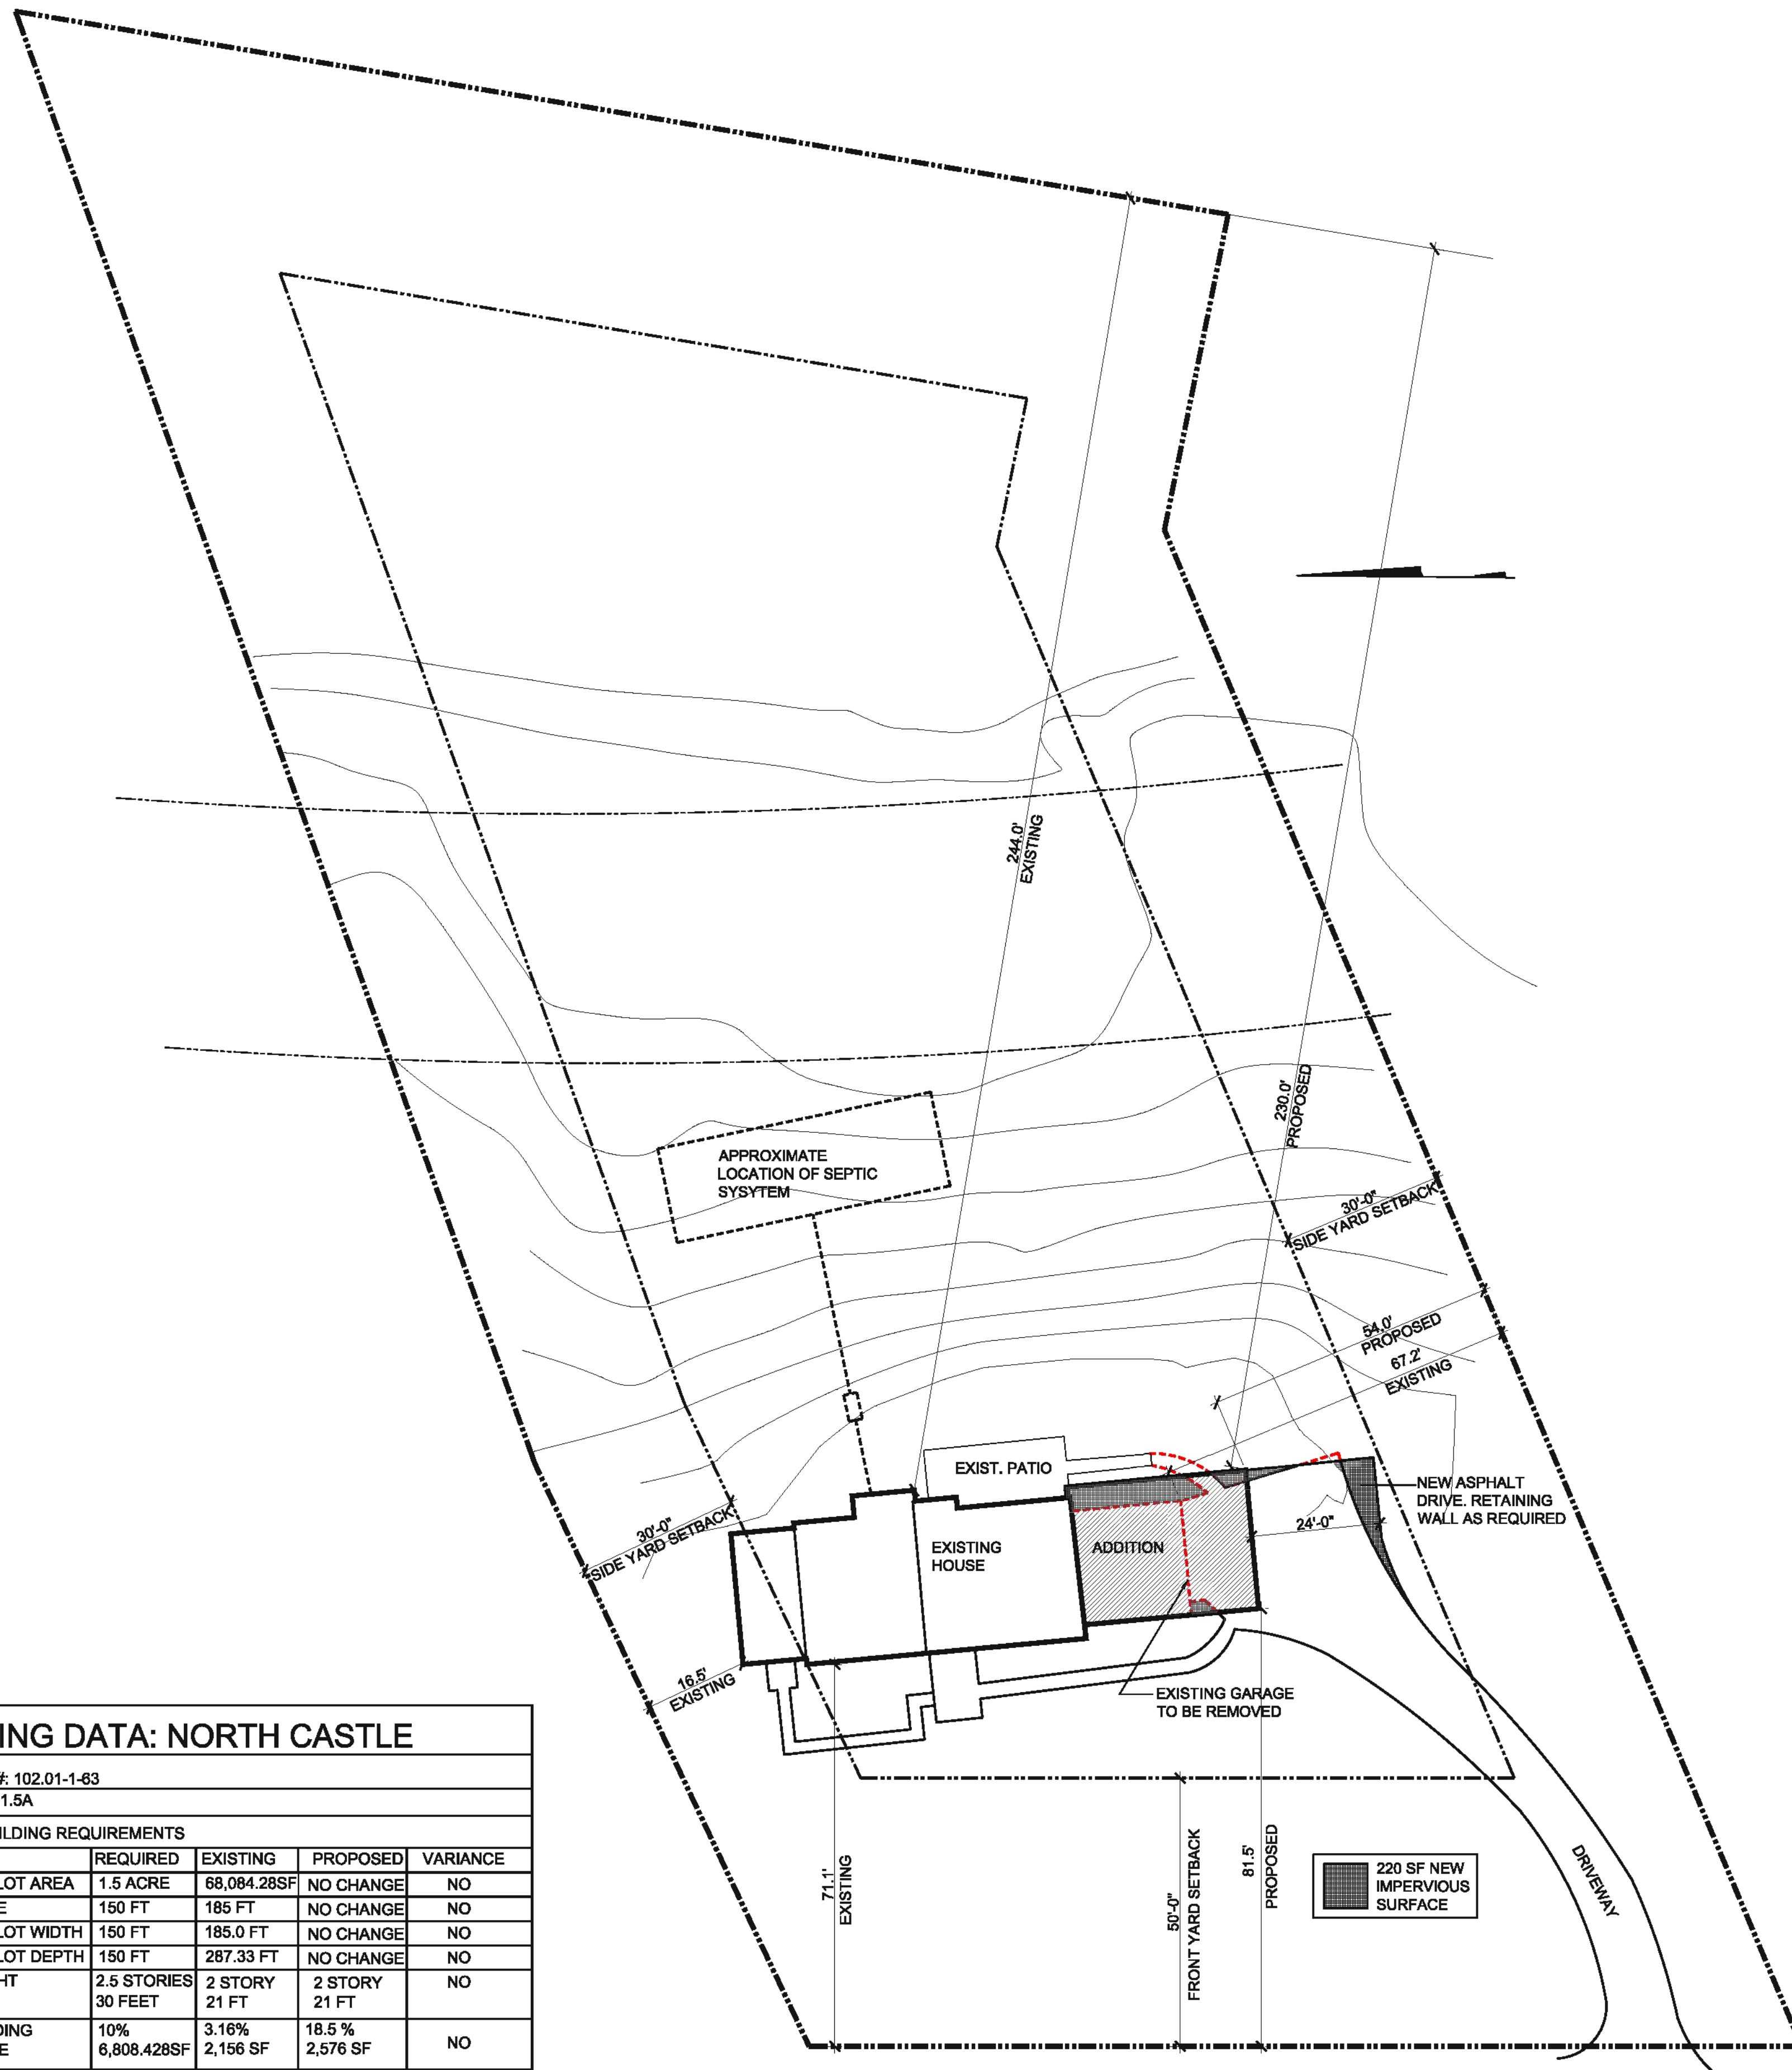 244.0'
EXISTING
230.0'
PROPOSED
APPROXIMATE
LOCATION OF SEPTIC
SYSYTEM
30'-0"
SIDE YARD SETBACK
54.0'
PROPOSED
67.2'
EXISTING
EXIST. PATIO
NEW ASPHALT
DRIVE. RETAINING
WALL AS REQUIRED
24'-0"
30'-0"
SIDE YARD SETBACK
EXISTING
HOUSE
ADDITION
16.5'
EXISTING
EXISTING GARAGE
TO BE REMOVED
71.1'
EXISTING
50'-0"
FRONT YARD SETBACK
81.5'
PROPOSED
220 SF NEW
IMPERVIOUS
SURFACE
DRIVEWAY
ING DATA: NORTH CASTLE
#: 102.01-1-63
1.5A
ILDING REQUIREMENTS
REQUIRED EXISTING PROPOSED VARIANCE
LOT AREA 1.5 ACRE 68,084.28SF NO CHANGE NO
E 150 FT 185 FT NO CHANGE NO
LOT WIDTH 150 FT 185.0 FT NO CHANGE NO
LOT DEPTH 150 FT 287.33 FT NO CHANGE NO
HT 2.5 STORIES 2 STORY 2 STORY NO
30 FEET 21 FT 21 FT
DING 10% 3.16% 18.5 % NO
E 6,808.428SF 2,156 SF 2,576 SF